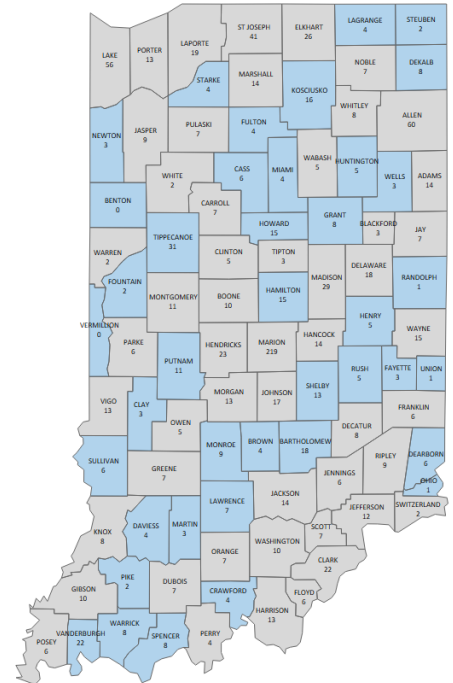 LAGRANGE
4
STEUBEN
2
ST JOSEPH
41
ELKHART
26
LAPORTE
19
PORTER
13
LAKE
56
NOBLE
7
DEKALB
8
MARSHALL
14
STARKE
4
KOSCIUSKO
16
WHITLEY
8
ALLEN
60
FULTON
4
PULASKI
7
JASPER
9
NEWTON
3
WABASH
5
HUNTINGTON
5
MIAMI
4
CASS
6
WELLS
3
ADAMS
14
WHITE
2
CARROLL
7
BENTON
0
GRANT
8
BLACKFORD
3
JAY
7
HOWARD
15
TIPPECANOE
31
WARREN
2
CLINTON
5
TIPTON
3
DELAWARE
18
RANDOLPH
1
MADISON
29
FOUNTAIN
2
MONTGOMERY
11
BOONE
10
HAMILTON
15
HENRY
5
WAYNE
15
VERMILLION
0
PARKE
6
HENDRICKS
23
MARION
219
HANCOCK
14
PUTNAM
11
RUSH
5
FAYETTE
3
UNION
1
SHELBY
13
MORGAN
13
JOHNSON
17
VIGO
13
CLAY
3
FRANKLIN
6
OWEN
5
DECATUR
8
MONROE
9
BROWN
4
BARTHOLOMEW
18
SULLIVAN
6
GREENE
7
RIPLEY
9
DEARBORN
6
JENNINGS
6
OHIO
1
LAWRENCE
7
JACKSON
14
JEFFERSON
12
SWITZERLAND
2
KNOX
8
DAVIESS
4
MARTIN
3
SCOTT
7
WASHINGTON
10
ORANGE
7
CLARK
22
PIKE
2
DUBOIS
7
GIBSON
10
CRAWFORD
4
FLOYD
6
HARRISON
13
WARRICK
8
VANDERBURGH
22
SPENCER
8
PERRY
4
POSEY
6